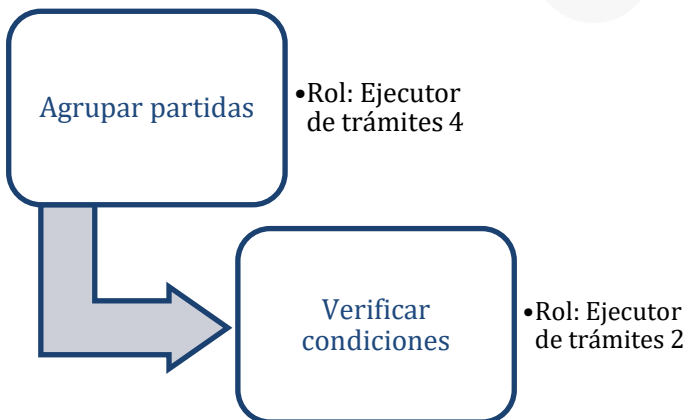 Agrupar partidas
•Rol: Ejecutor
de trámites 4
Verificar
condiciones
•Rol: Ejecutor
de trámites 2